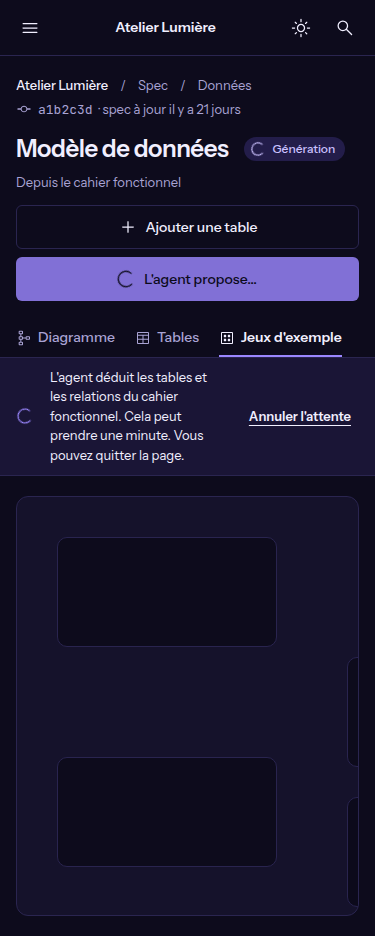 Atelier Lumière
Atelier Lumière / Spec / Données
a1b2c3d · spec à jour il y a 21 jours
Modèle de données Génération
Depuis le cahier fonctionnel
Ajouter une table
L'agent propose...
Diagramme Tables Jeux d'exemple
L'agent déduit les tables et
les relations du cahier
fonctionnel. Cela peut
prendre une minute. Vous
pouvez quitter la page.
Annuler l'attente